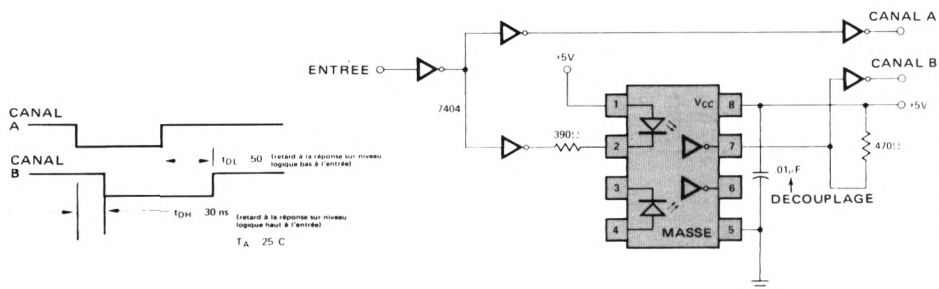 CANAL A
CANAL B
ENTREE
+5V
+5V
7404
390Ω
470Ω
.01µF
DECOUPLAGE
1
2
3
4
VCC 8
7
6
MASSE 5
CANAL
A
CANAL
B
tDL 50 (retard à la réponse sur niveau
logique bas à l'entrée)
tDH 30 ns (retard à la réponse sur niveau
logique haut à l'entrée)
TA 25 C